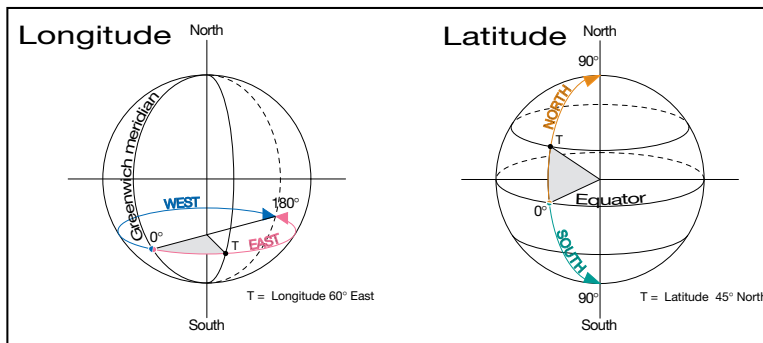 Longitude
North
Greenwich meridian
WEST
180°
0°
T
EAST
T = Longitude 60° East
South
Latitude
North
90°
NORTH
T
0°
Equator
SOUTH
90°
T = Latitude 45° North
South